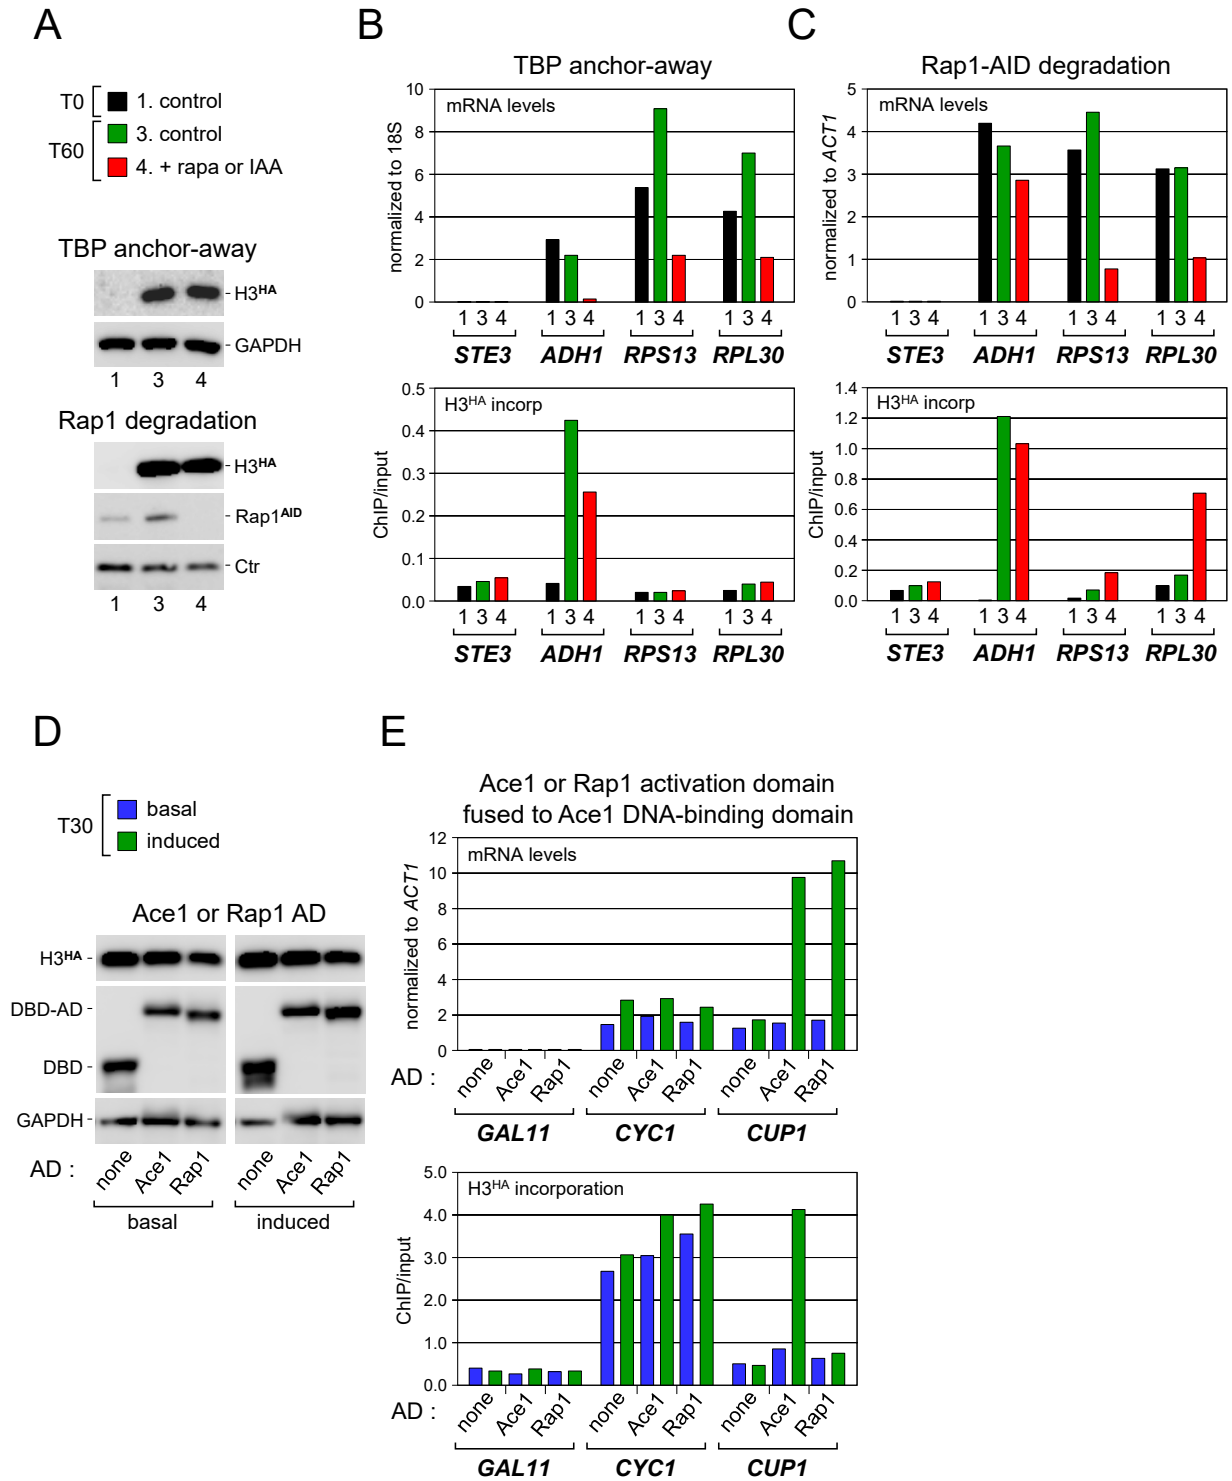 A
T0
1. control
T60
3. control
4. + rapa or IAA
TBP anchor-away
H3HA
GAPDH
1 3 4
Rap1 degradation
H3HA
Rap1AID
Ctr
1 3 4
B
TBP anchor-away
mRNA levels
normalized to 18S
10
8
6
4
2
0
1 3 4 1 3 4 1 3 4 1 3 4
STE3 ADH1 RPS13 RPL30
H3HA incorp
ChIP/input
0.5
0.4
0.3
0.2
0.1
0.0
1 3 4 1 3 4 1 3 4 1 3 4
STE3 ADH1 RPS13 RPL30
C
Rap1-AID degradation
mRNA levels
normalized to ACT1
5
4
3
2
1
0
1 3 4 1 3 4 1 3 4 1 3 4
STE3 ADH1 RPS13 RPL30
H3HA incorp
ChIP/input
1.4
1.2
1.0
0.8
0.6
0.4
0.2
0.0
1 3 4 1 3 4 1 3 4 1 3 4
STE3 ADH1 RPS13 RPL30
D
T30
basal
induced
Ace1 or Rap1 AD
H3HA -
DBD-AD -
DBD -
GAPDH -
AD : none Ace1 Rap1 none Ace1 Rap1
basal induced
E
Ace1 or Rap1 activation domain
fused to Ace1 DNA-binding domain
mRNA levels
normalized to ACT1
12
10
8
6
4
2
0
AD : none Ace1 Rap1 none Ace1 Rap1 none Ace1 Rap1
GAL11 CYC1 CUP1
H3HA incorporation
ChIP/input
5.0
4.0
3.0
2.0
1.0
0.0
AD : none Ace1 Rap1 none Ace1 Rap1 none Ace1 Rap1
GAL11 CYC1 CUP1